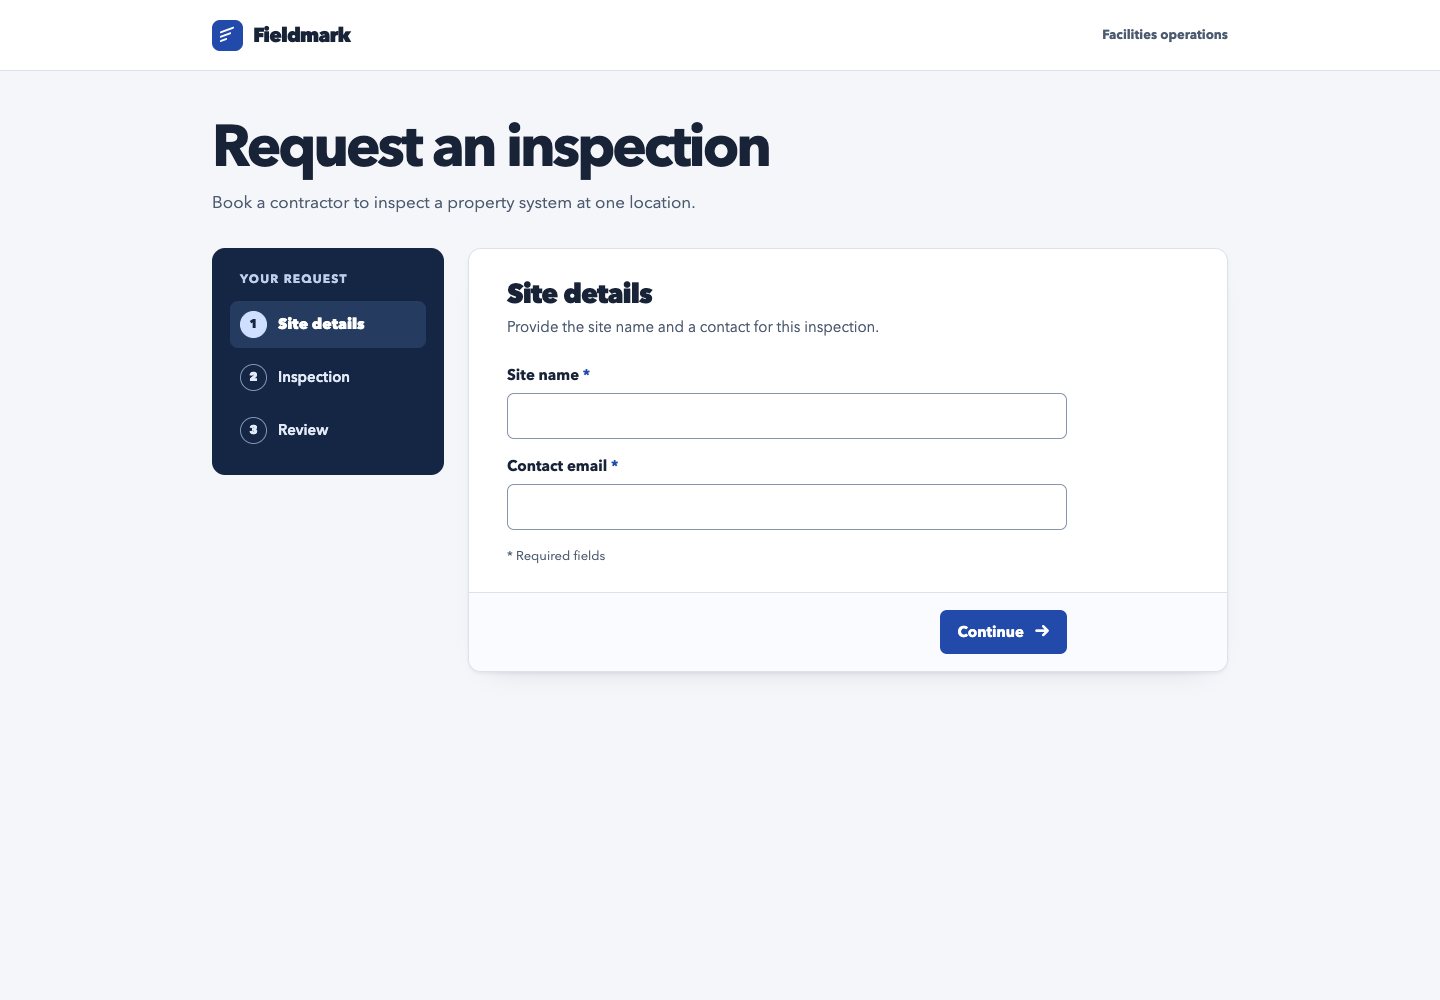 Fieldmark
Facilities operations
Request an inspection
Book a contractor to inspect a property system at one location.
YOUR REQUEST
1 Site details
2 Inspection
3 Review
Site details
Provide the site name and a contact for this inspection.
Site name *
Contact email *
* Required fields
Continue →